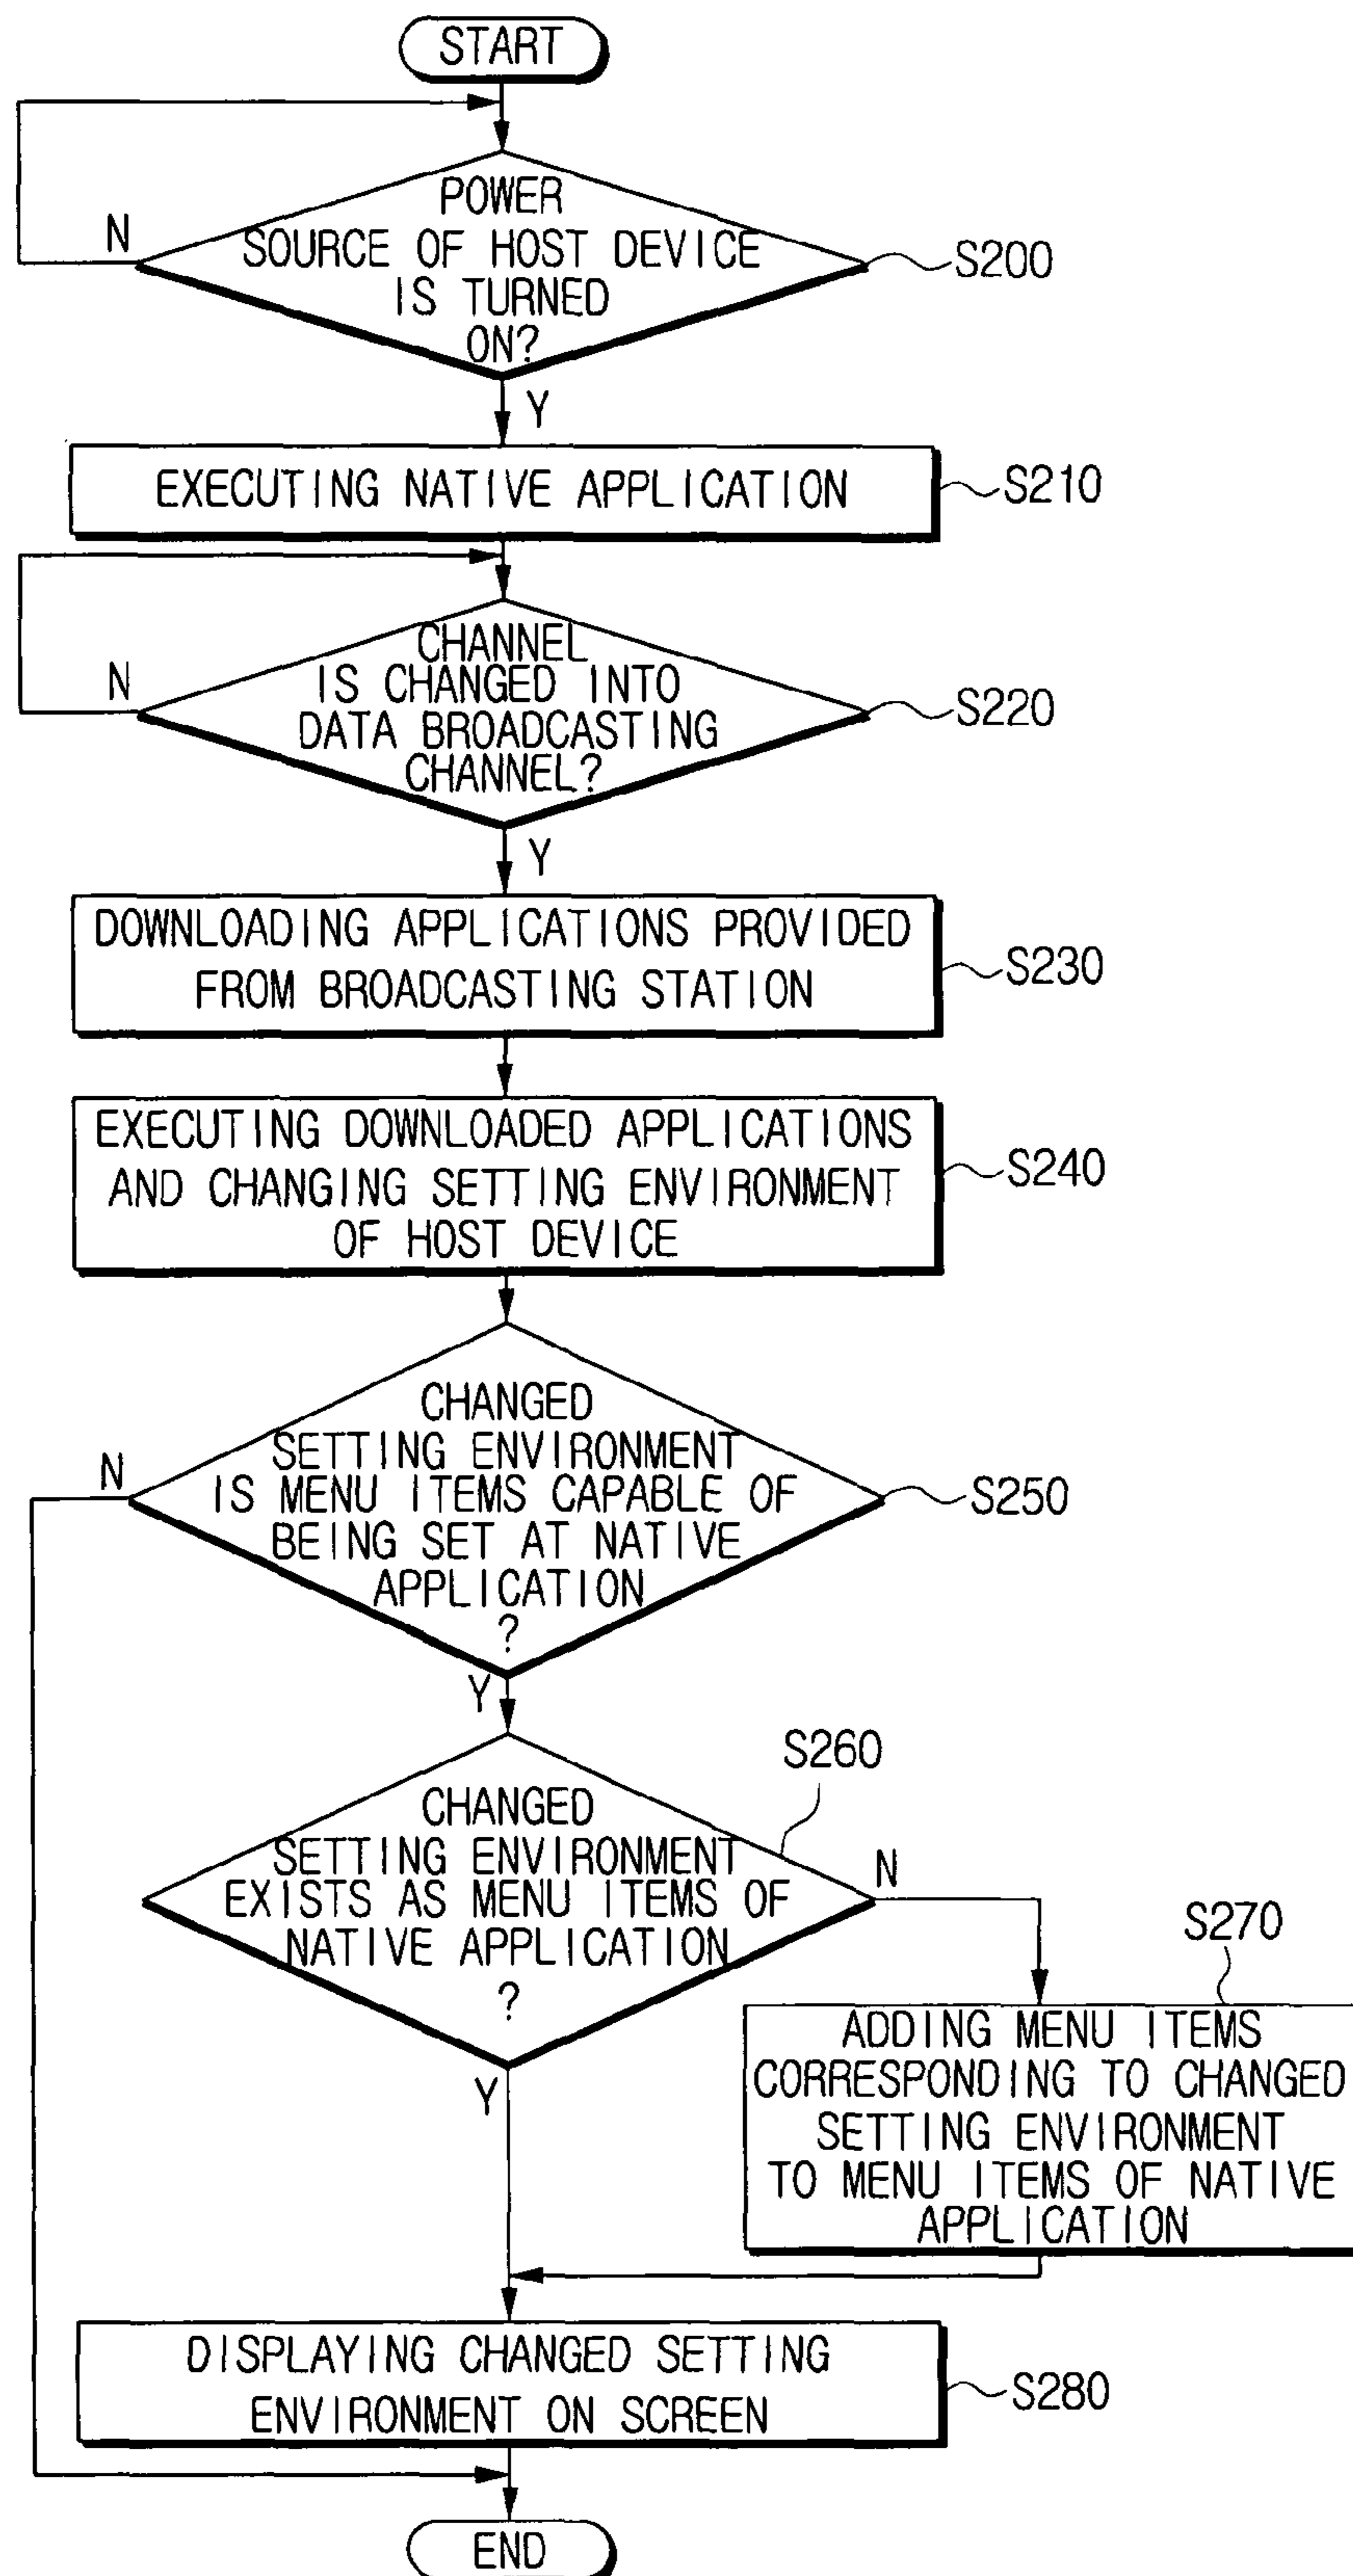 START
POWER
SOURCE OF HOST DEVICE
IS TURNED
ON?
N
S200
Y
EXECUTING NATIVE APPLICATION
S210
CHANNEL
IS CHANGED INTO
DATA BROADCASTING
CHANNEL?
N
S220
Y
DOWNLOADING APPLICATIONS PROVIDED
FROM BROADCASTING STATION
S230
EXECUTING DOWNLOADED APPLICATIONS
AND CHANGING SETTING ENVIRONMENT
OF HOST DEVICE
S240
CHANGED
SETTING ENVIRONMENT
IS MENU ITEMS CAPABLE OF
BEING SET AT NATIVE
APPLICATION
?
N
S250
Y
S260
CHANGED
SETTING ENVIRONMENT
EXISTS AS MENU ITEMS OF
NATIVE APPLICATION
?
N
S270
ADDING MENU ITEMS
CORRESPONDING TO CHANGED
SETTING ENVIRONMENT
TO MENU ITEMS OF NATIVE
APPLICATION
Y
DISPLAYING CHANGED SETTING
ENVIRONMENT ON SCREEN
S280
END